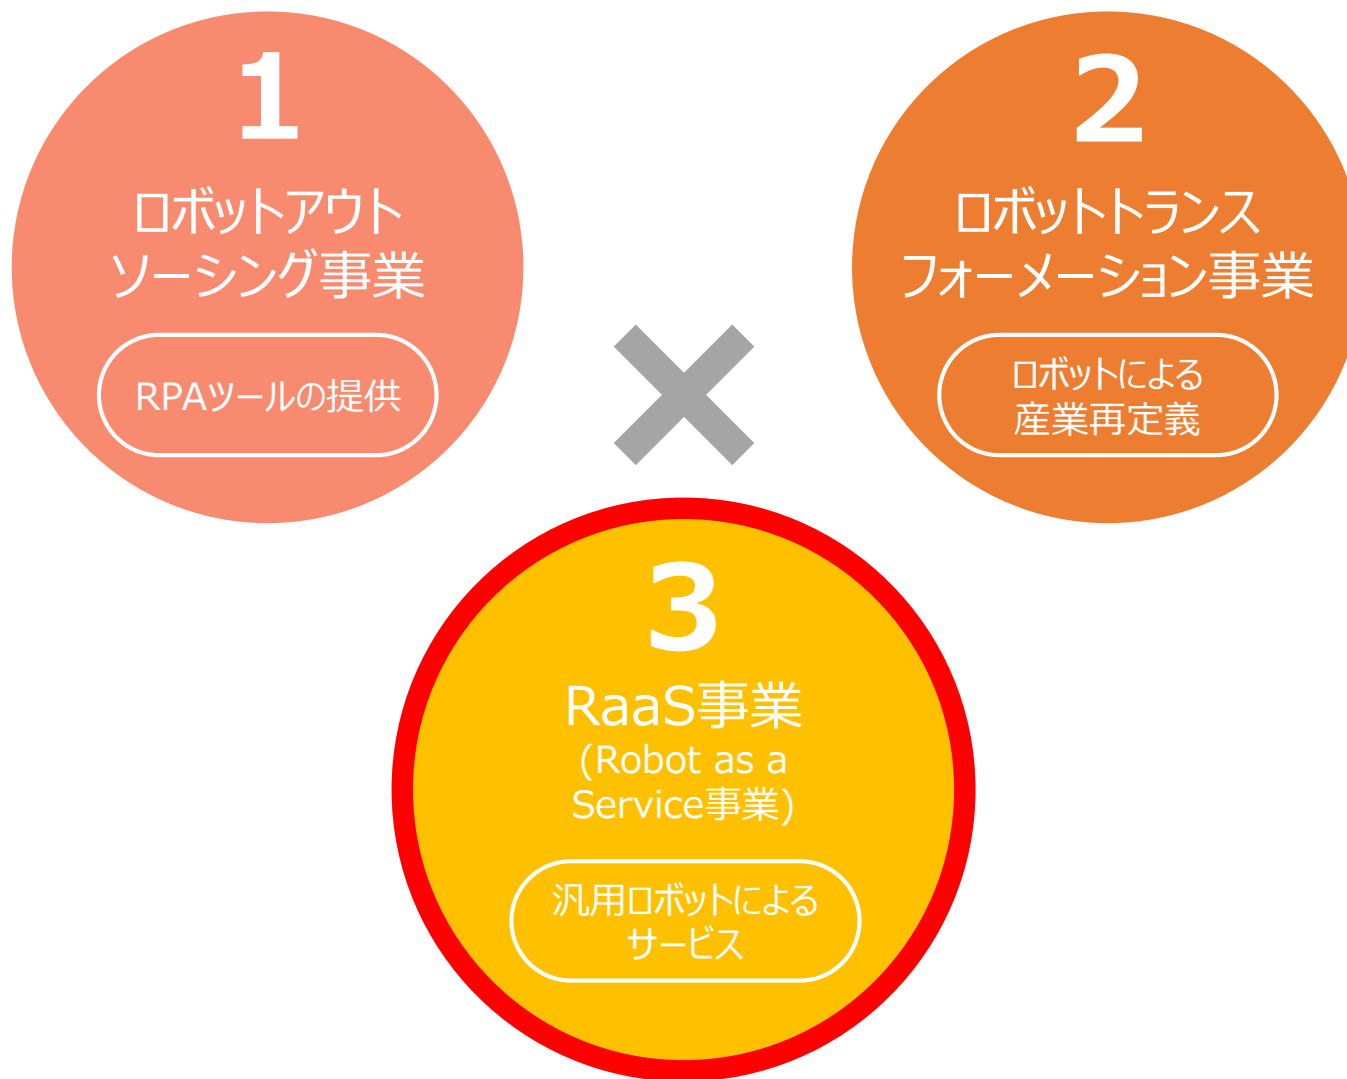 1
ロボットアウト
ソーシング事業
RPAツールの提供
2
ロボットトランス
フォーメーション事業
ロボットによる
産業再定義
3
RaaS事業
(Robot as a
Service事業)
汎用ロボットによる
サービス